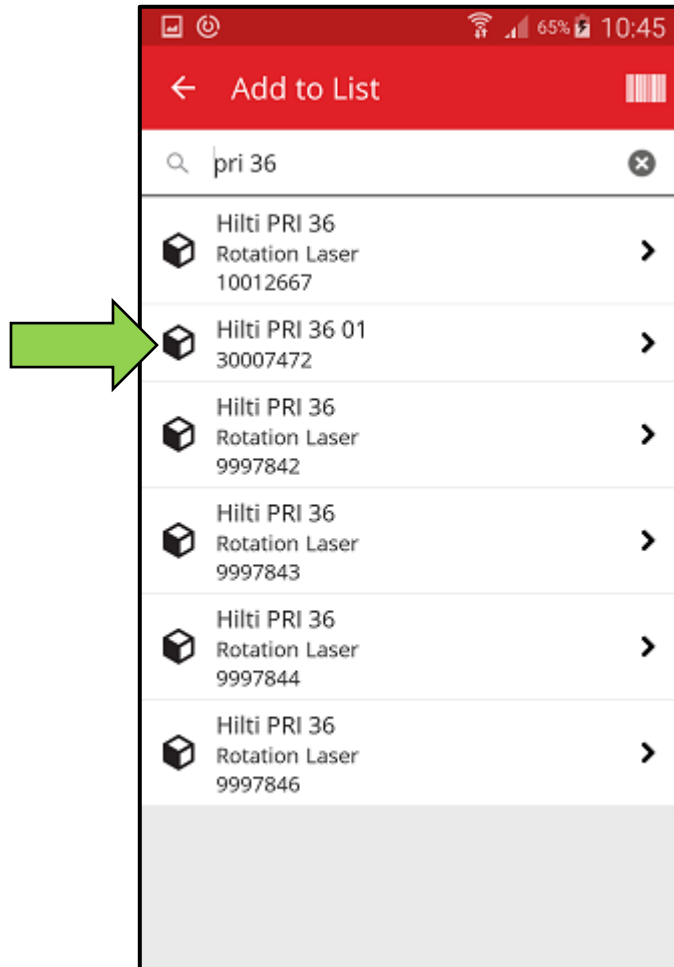 65% 10:45
Add to List
pri 36
Hilti PRI 36
Rotation Laser
10012667
Hilti PRI 36 01
30007472
Hilti PRI 36
Rotation Laser
9997842
Hilti PRI 36
Rotation Laser
9997843
Hilti PRI 36
Rotation Laser
9997844
Hilti PRI 36
Rotation Laser
9997846